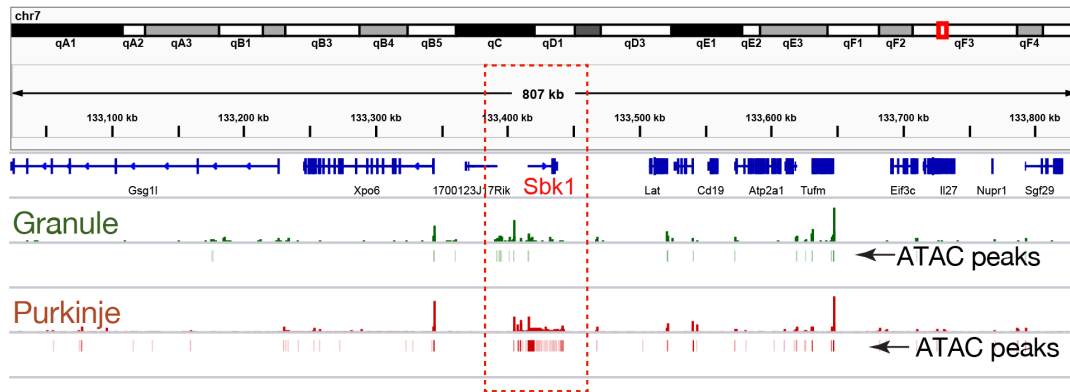 chr7
qA1 qA2 qA3 qB1 qB3 qB4 qB5 qC qD1 qD3 qE1 qE2 qE3 qF1 qF2 qF3 qF4
807 kb
133,100 kb 133,200 kb 133,300 kb 133,400 kb 133,500 kb 133,600 kb 133,700 kb 133,800 kb
Gsg1l Xpo6 1700123J17Rik Sbk1 Lat Cd19 Atp2a1 Tufm Eif3c Il27 Nupr1 Sgf29
Granule
ATAC peaks
Purkinje
ATAC peaks